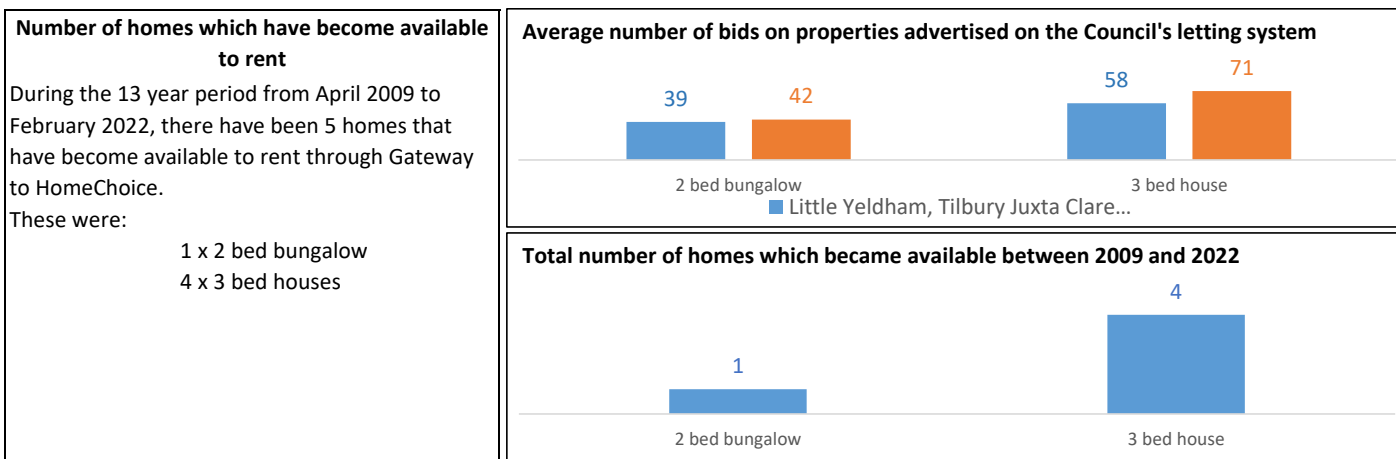 Number of homes which have become available
to rent
During the 13 year period from April 2009 to
February 2022, there have been 5 homes that
have become available to rent through Gateway
to HomeChoice.
These were:
1 x 2 bed bungalow
4 x 3 bed houses
Average number of bids on properties advertised on the Council's letting system
39
42
58
71
2 bed bungalow
3 bed house
Little Yeldham, Tilbury Juxta Clare...
Total number of homes which became available between 2009 and 2022
1
4
2 bed bungalow
3 bed house